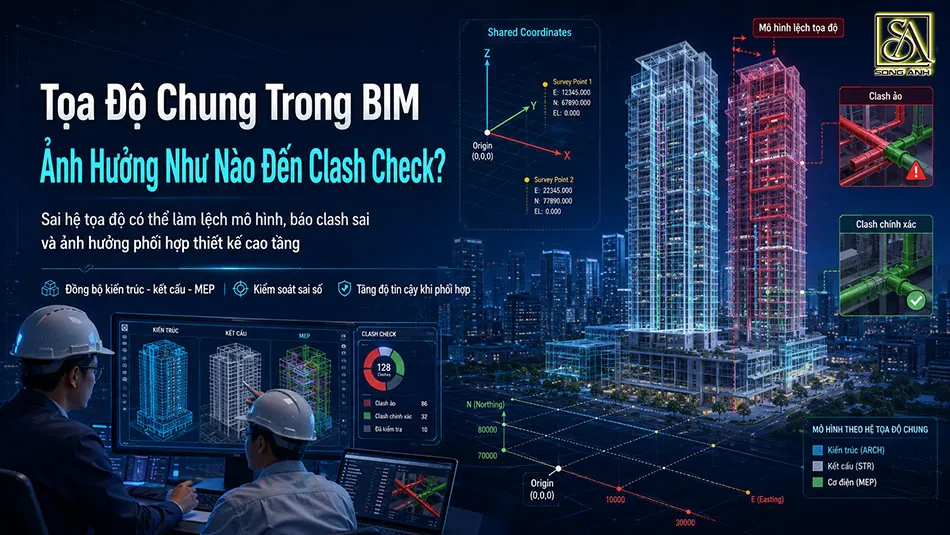 Tọa Độ Chung Trong BIM
Ảnh Hưởng Như Nào Đến Clash Check?
Sai hệ tọa độ có thể làm lệch mô hình, báo clash sai
và ảnh hưởng phối hợp thiết kế cao tầng
Đồng bộ kiến trúc - kết cấu - MEP
Kiểm soát sai số
Tăng độ tin cậy khi phối hợp
KIẾN TRÚC
KẾT CẤU
MEP
CLASH CHECK
128
Clash ảo 86
Clash chính xác 32
Đã kiểm tra 10
Shared Coordinates
Z
Y
X
Origin
(0,0,0)
Survey Point 1
E: 12345.000
N: 67890.000
EL: 0.000
Survey Point 2
E: 22345.000
N: 77890.000
EL: 0.000
Mô hình lệch tọa độ
SA
SONG ANH
Clash ảo
Clash chính xác
N (Northing)
80000
70000
Origin
(0,0,0)
10000
30000
E (Easting)
MÔ HÌNH THEO HỆ TỌA ĐỘ CHUNG
Kiến trúc (ARCH)
Kết cấu (STR)
Cơ điện (MEP)